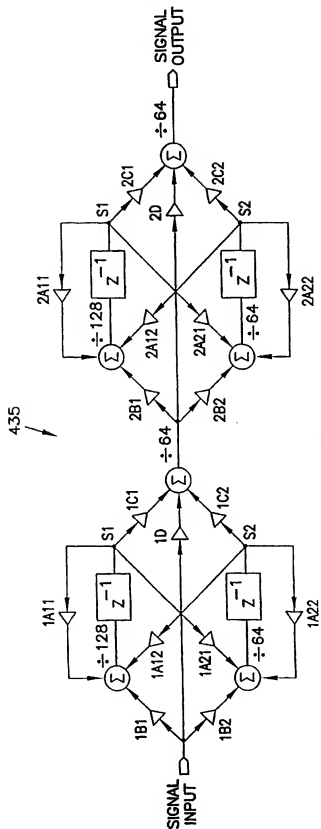 435
SIGNAL
INPUT
1B1
1B2
1A11
÷128
Σ
Z⁻¹
S1
1A12
1A21
Σ
÷64
Z⁻¹
S2
1A22
1C1
1D
1C2
Σ
÷64
2B1
2B2
2A11
÷128
Σ
Z⁻¹
S1
2A12
2A21
Σ
÷64
Z⁻¹
S2
2A22
2C1
2D
2C2
Σ
÷64
SIGNAL
OUTPUT